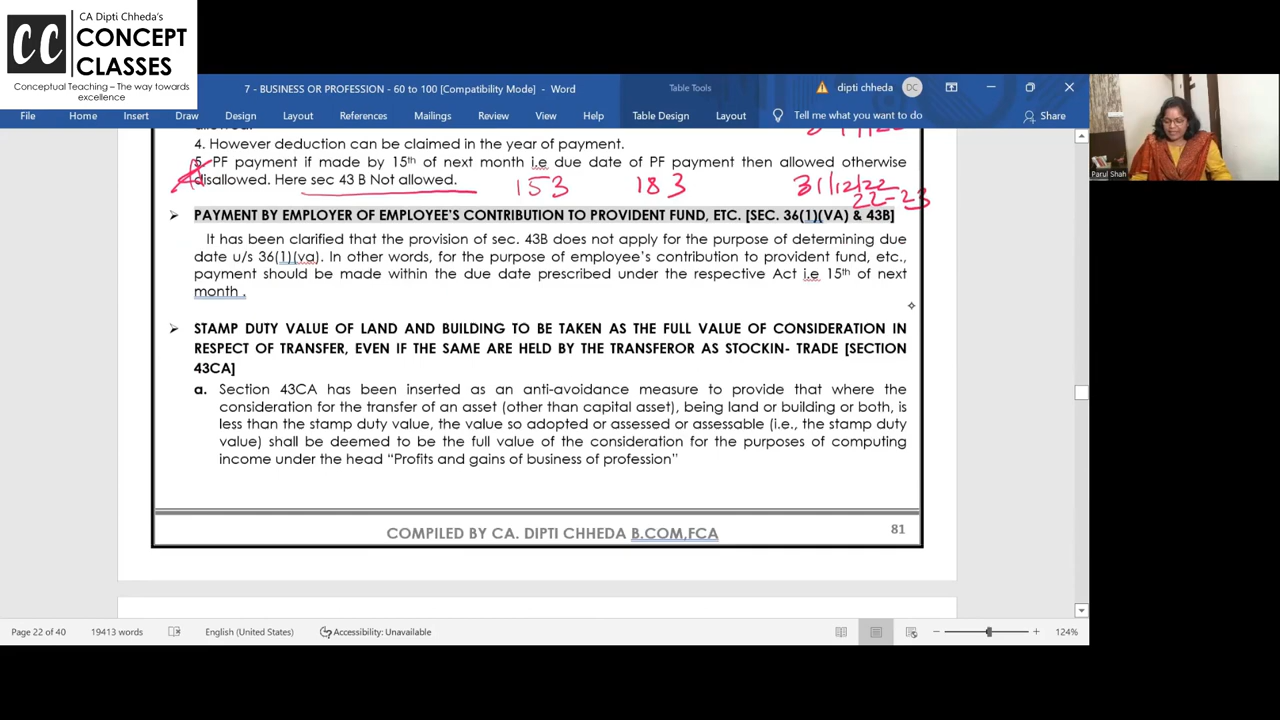 CA Dipti Chheda's
CONCEPT
CLASSES
CC
Conceptual Teaching – The way towards
excellence
7 - BUSINESS OR PROFESSION - 60 to 100 [Compatibility Mode] - Word
Table Tools
dipti chheda
DC
File Home Insert Draw Design Layout References Mailings Review View Help Table Design Layout Tell me what you want to do Share
allowed.
4. However deduction can be claimed in the year of payment.
5. PF payment if made by 15th of next month i.e due date of PF payment then allowed otherwise
disallowed. Here sec 43 B Not allowed.
153 183 31/12/22
22-23
➢ PAYMENT BY EMPLOYER OF EMPLOYEE'S CONTRIBUTION TO PROVIDENT FUND, ETC. [SEC. 36(1)(VA) & 43B]
It has been clarified that the provision of sec. 43B does not apply for the purpose of determining due
date u/s 36(1)(va). In other words, for the purpose of employee's contribution to provident fund, etc.,
payment should be made within the due date prescribed under the respective Act i.e 15th of next
month .
➢ STAMP DUTY VALUE OF LAND AND BUILDING TO BE TAKEN AS THE FULL VALUE OF CONSIDERATION IN
RESPECT OF TRANSFER, EVEN IF THE SAME ARE HELD BY THE TRANSFEROR AS STOCKIN- TRADE [SECTION
43CA]
a. Section 43CA has been inserted as an anti-avoidance measure to provide that where the
consideration for the transfer of an asset (other than capital asset), being land or building or both, is
less than the stamp duty value, the value so adopted or assessed or assessable (i.e., the stamp duty
value) shall be deemed to be the full value of the consideration for the purposes of computing
income under the head "Profits and gains of business of profession"
COMPILED BY CA. DIPTI CHHEDA B.COM,FCA
81
Page 22 of 40 19413 words English (United States) Accessibility: Unavailable 124%
Parul Shah